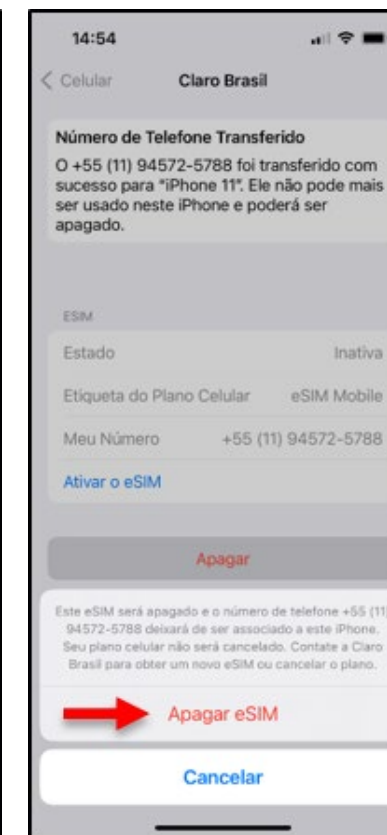 14:54
Celular Claro Brasil
Número de Telefone Transferido
O +55 (11) 94572-5788 foi transferido com
sucesso para "iPhone 11". Ele não pode mais
ser usado neste iPhone e poderá ser
apagado.
ESIM
Estado Inativa
Etiqueta do Plano Celular eSIM Mobile
Meu Número +55 (11) 94572-5788
Ativar o eSIM
Apagar
Este eSIM será apagado e o número de telefone +55 (11)
94572-5788 deixará de ser associado a este iPhone.
Seu plano celular não será cancelado. Contate a Claro
Brasil para obter um novo eSIM ou cancelar o plano.
Apagar eSIM
Cancelar